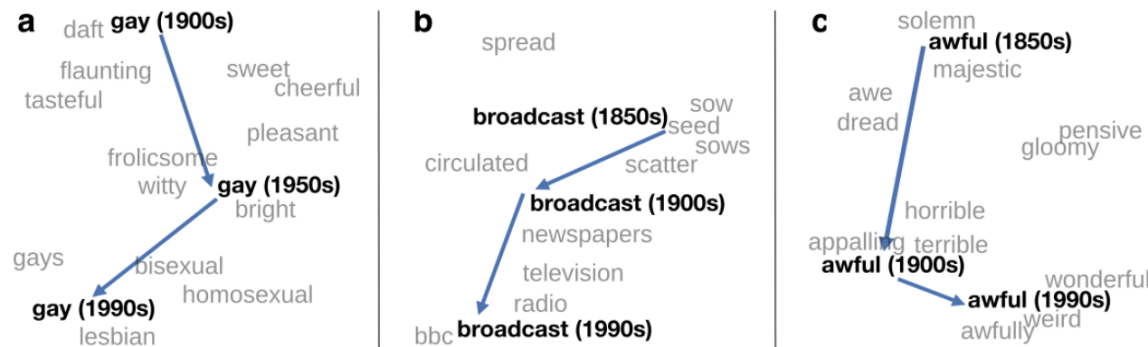 a
daft gay (1900s)
flaunting
sweet
tasteful
cheerful
pleasant
frolicsome
witty
gay (1950s)
bright
gays
bisexual
homosexual
gay (1990s)
lesbian
b
spread
sow
broadcast (1850s)
seed
sows
circulated
scatter
broadcast (1900s)
newspapers
television
radio
bbc broadcast (1990s)
c
solemn
awful (1850s)
majestic
awe
dread
pensive
gloomy
horrible
appalling
terrible
awful (1900s)
wonderful
awful (1990s)
weird
awfully